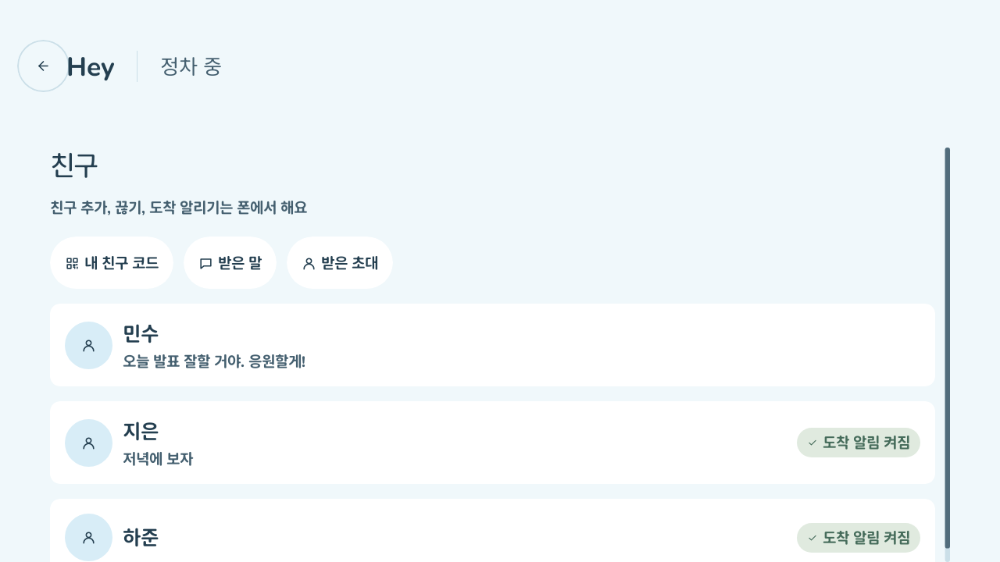 Hey
정차 중
친구
친구 추가, 끊기, 도착 알리기는 폰에서 해요
내 친구 코드
받은 말
받은 초대
민수
오늘 발표 잘할 거야. 응원할게!
지은
저녁에 보자
도착 알림 켜짐
하준
도착 알림 켜짐